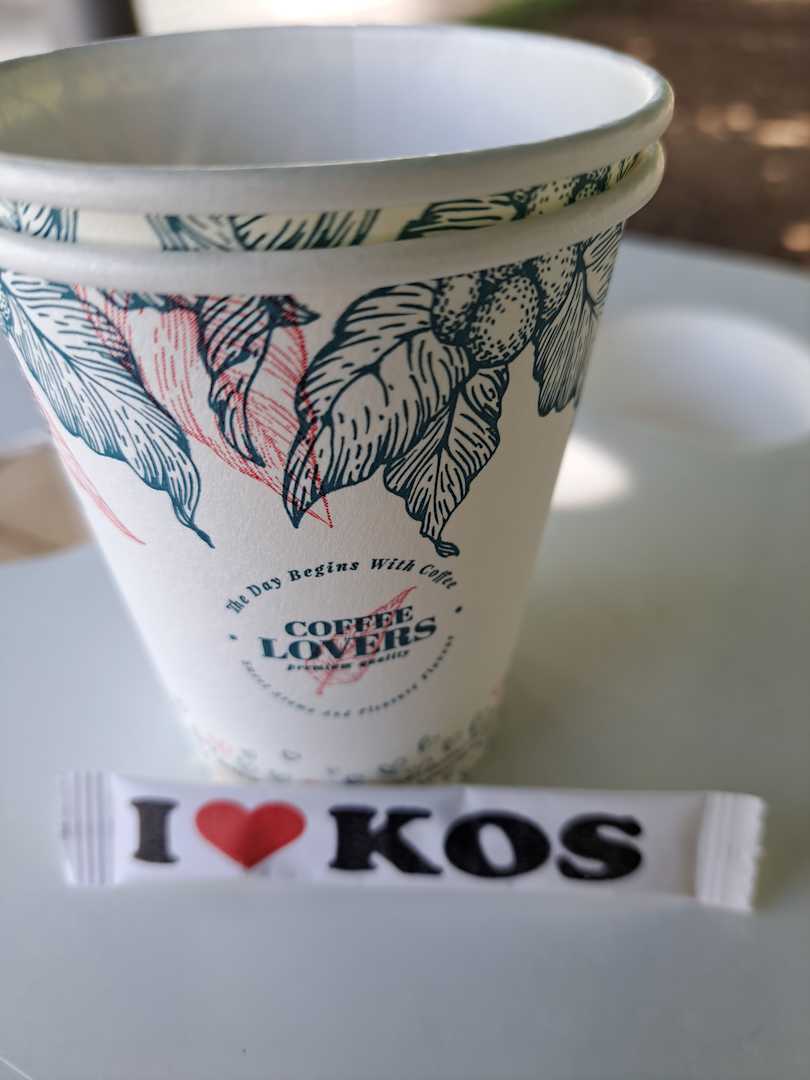 The Day Begins With Coffee
COFFEE
LOVERS
premium quality
I ❤ KOS